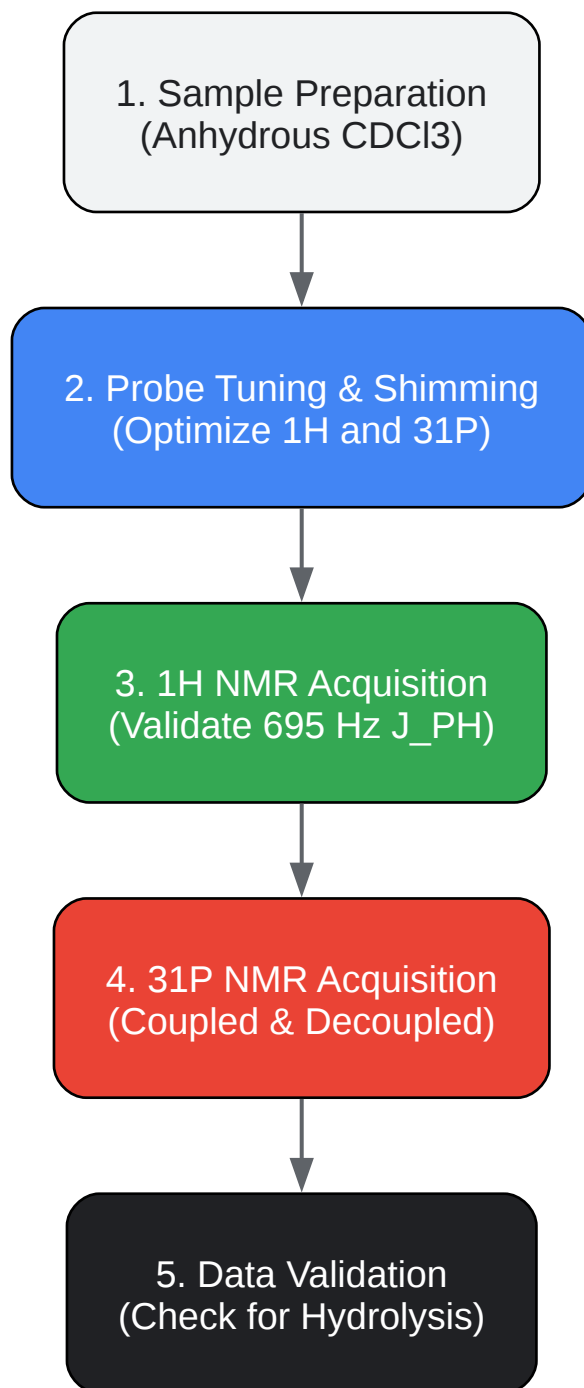 1. Sample Preparation
(Anhydrous CDCl3)
2. Probe Tuning & Shimming
(Optimize 1H and 31P)
3. 1H NMR Acquisition
(Validate 695 Hz J_PH)
4. 31P NMR Acquisition
(Coupled & Decoupled)
5. Data Validation
(Check for Hydrolysis)